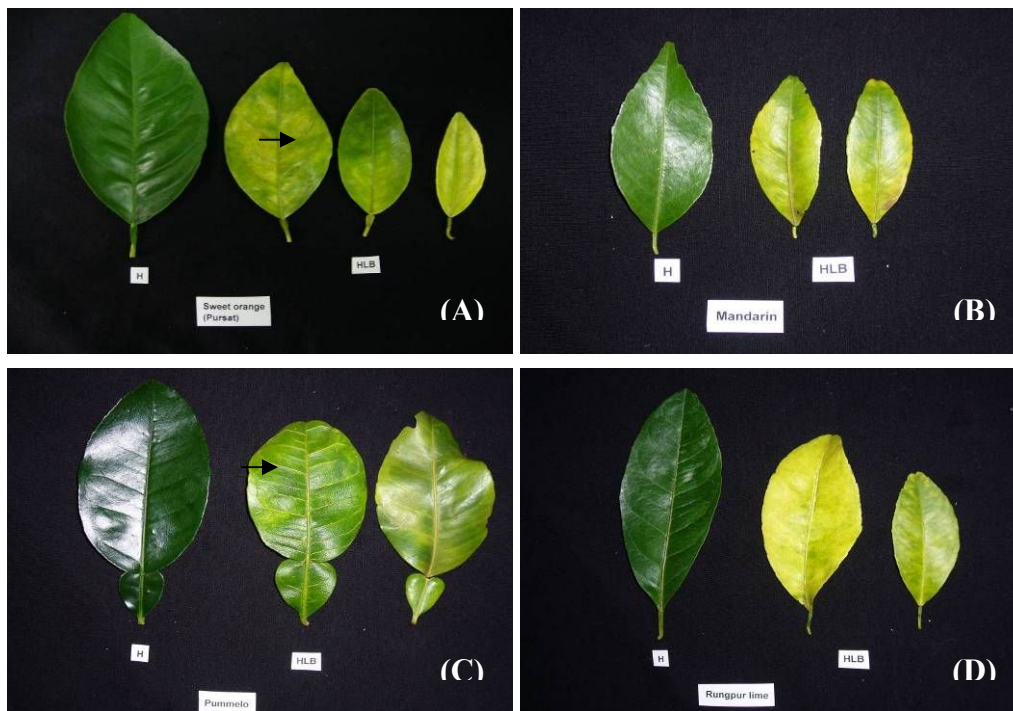 H
HLB
Sweet orange
(Pursat)
(A)
H
HLB
Mandarin
(B)
H
HLB
Pummelo
(C)
H
HLB
Rungpur lime
(D)